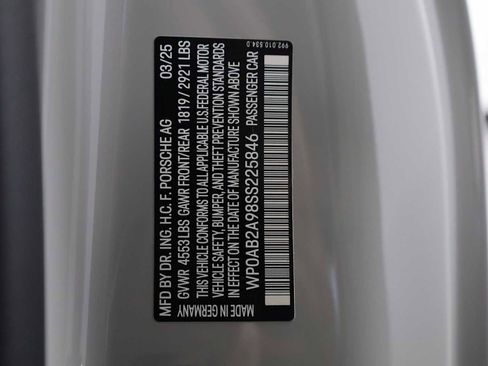 992.010.534.0
MFD BY DR. ING. H.C. F. PORSCHE AG 03/25
GVWR 4553 LBS GAWR FRONT/REAR 1819 / 2921 LBS
THIS VEHICLE CONFORMS TO ALL APPLICABLE U.S. FEDERAL MOTOR
VEHICLE SAFETY, BUMPER, AND THEFT PREVENTION STANDARDS
IN EFFECT ON THE DATE OF MANUFACTURE SHOWN ABOVE
WP0AB2A98SS225846 PASSENGER CAR
MADE IN GERMANY